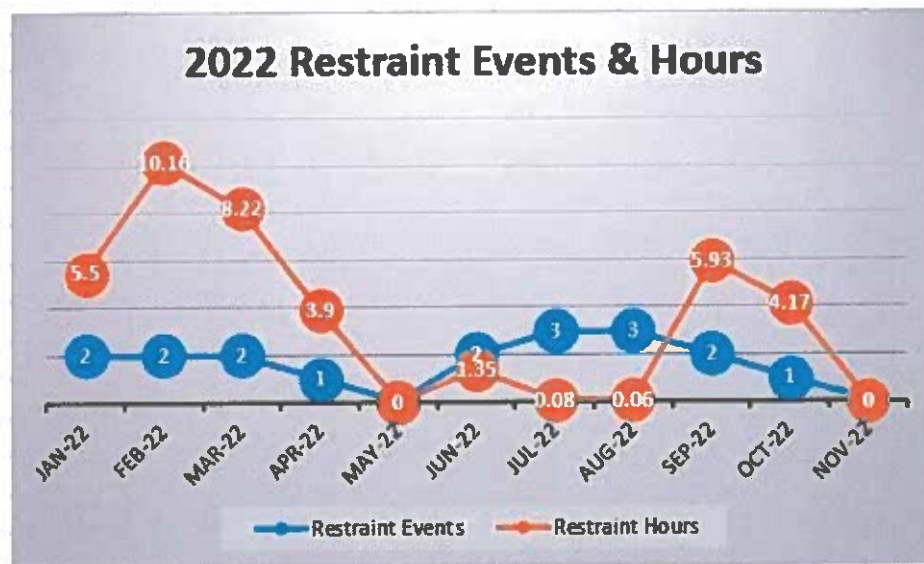 2022 Restraint Events & Hours
10.16
8.22
5.5
5.93
3.9
4.17
2 2 2 1 2 3 3 2 1
1.35
0 0.08 0.06 0
JAN-22 FEB-22 MAR-22 APR-22 MAY-22 JUN-22 JUL-22 AUG-22 SEP-22 OCT-22 NOV-22
Restraint Events Restraint Hours